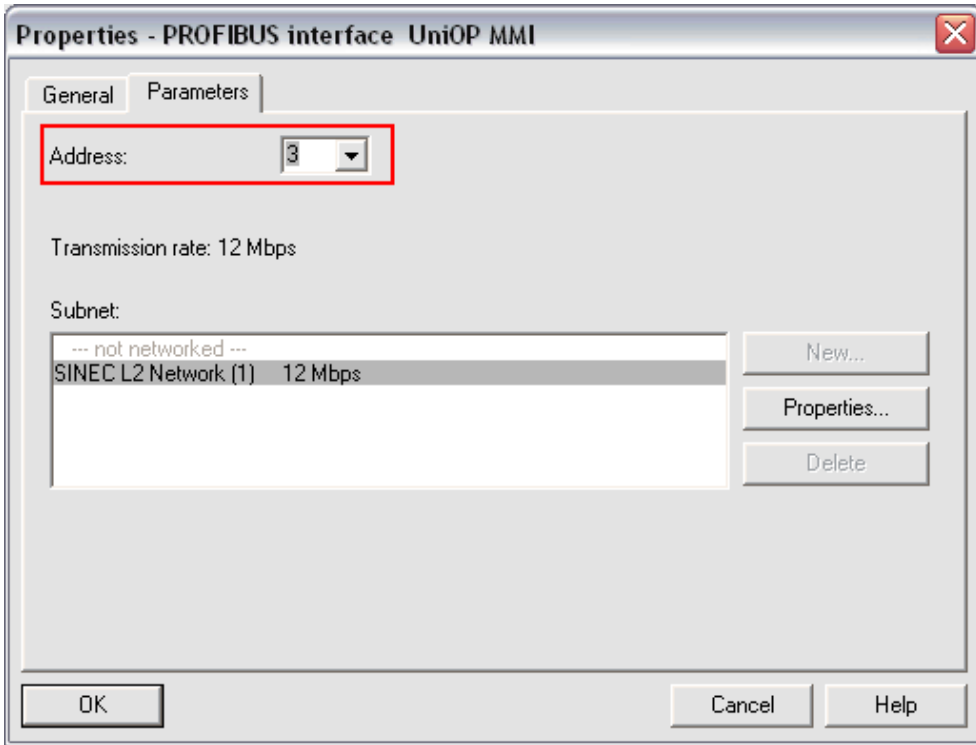 Properties - PROFIBUS interface  UniOP MMI
General
Parameters
Address:
3
Transmission rate: 12 Mbps
Subnet:
--- not networked ---
SINEC L2 Network (1)     12 Mbps
New...
Properties...
Delete
OK
Cancel
Help